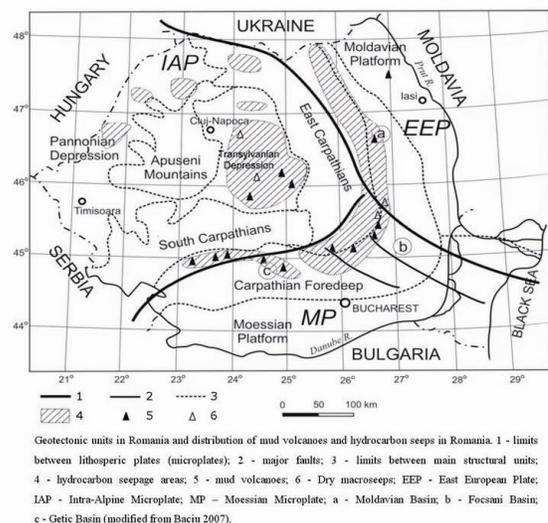 UKRAINE
48°
IAP
Moldavian
Platform
MOLDAVIA
Prut R.
HUNGARY
Iasi
47°
Cluj-Napoca
EEP
Pannonian
Depression
Apuseni
Mountains
Transylvanian
Depression
East Carpathians
a
46°
Timisoara
South Carpathians
b
45°
SERBIA
c
Carpathian Foredeep
MP
BUCHAREST
BLACK SEA
44°
Moessian
Platform
Danube R.
BULGARIA
21° 22° 23° 24° 25° 26° 27° 28° 29°
48°
47°
46°
45°
44°
1 2 3
4 5 6
0 50 100 km
Geotectonic units in Romania and distribution of mud volcanoes and hydrocarbon seeps in Romania. 1 - limits
between lithosperic plates (microplates); 2 - major faults; 3 - limits between main structural units;
4 - hydrocarbon seepage areas; 5 - mud volcanoes; 6 - Dry macroseeps; EEP - East European Plate;
IAP - Intra-Alpine Microplate; MP – Moessian Microplate; a - Moldavian Basin; b - Focsani Basin;
c - Getic Basin (modified from Baciu 2007).